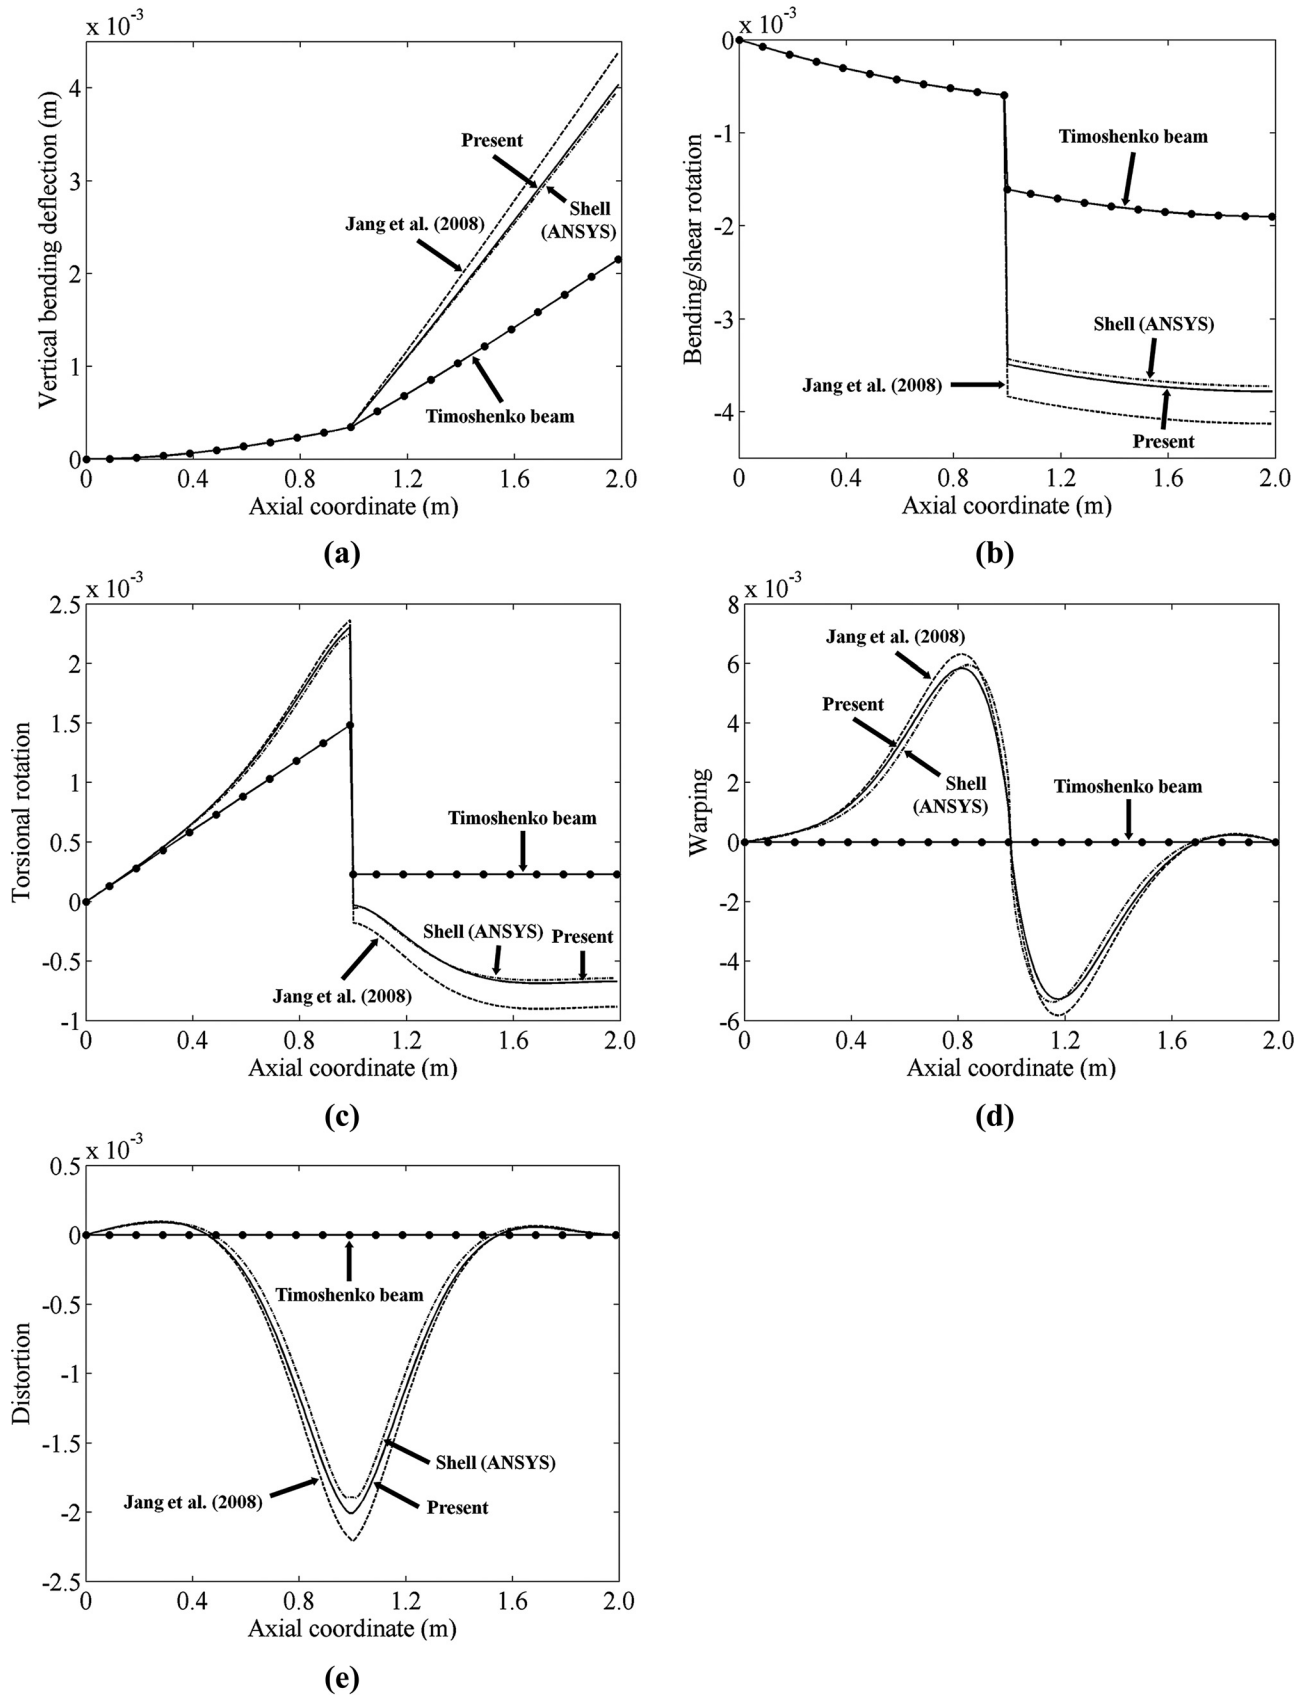 x 10-3
Vertical bending deflection (m)
4
3
2
1
0
Present
Jang et al. (2008)
Shell
(ANSYS)
Timoshenko beam
0 0.4 0.8 1.2 1.6 2.0
Axial coordinate (m)
(a)
x 10-3
Bending/shear rotation
0
-1
-2
-3
-4
Timoshenko beam
Shell (ANSYS)
Jang et al. (2008)
Present
0 0.4 0.8 1.2 1.6 2.0
Axial coordinate (m)
(b)
x 10-3
Torsional rotation
2.5
2
1.5
1
0.5
0
-0.5
-1
Timoshenko beam
Shell (ANSYS)
Present
Jang et al. (2008)
0 0.4 0.8 1.2 1.6 2.0
Axial coordinate (m)
(c)
x 10-3
Warping
8
6
4
2
0
-2
-4
-6
Jang et al. (2008)
Present
Shell
(ANSYS)
Timoshenko beam
0 0.4 0.8 1.2 1.6 2.0
Axial coordinate (m)
(d)
x 10-3
Distortion
0.5
0
-0.5
-1
-1.5
-2
-2.5
Timoshenko beam
Shell (ANSYS)
Jang et al. (2008)
Present
0 0.4 0.8 1.2 1.6 2.0
Axial coordinate (m)
(e)